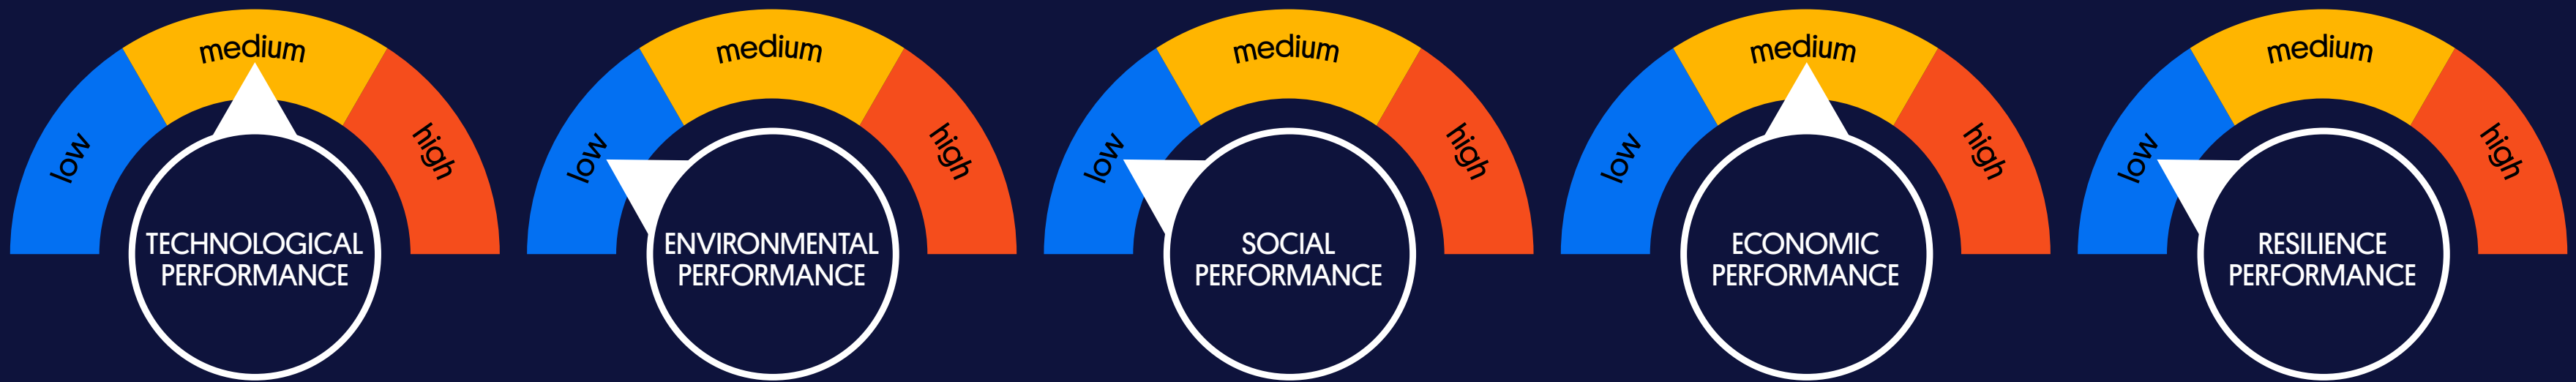 low
medium
high
TECHNOLOGICAL
PERFORMANCE
low
medium
high
ENVIRONMENTAL
PERFORMANCE
low
medium
high
SOCIAL
PERFORMANCE
low
medium
high
ECONOMIC
PERFORMANCE
low
medium
high
RESILIENCE
PERFORMANCE